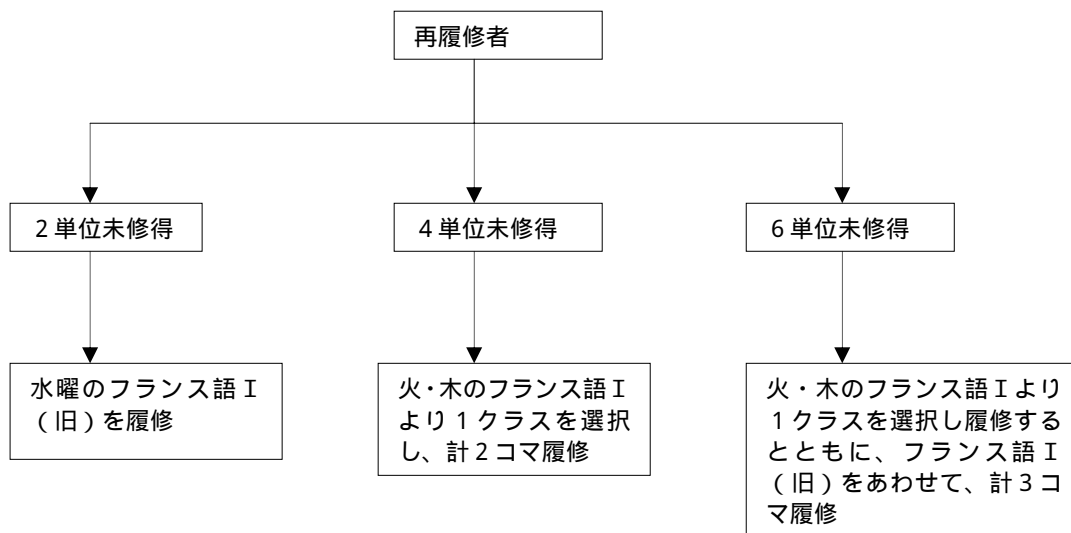 再履修者
2単位未修得
4単位未修得
6単位未修得
水曜のフランス語Ⅰ
(旧)を履修
火・木のフランス語Ⅰ
より1クラスを選択
し、計2コマ履修
火・木のフランス語Ⅰより
1クラスを選択し履修する
とともに、フランス語Ⅰ
(旧)をあわせて、計3コ
マ履修